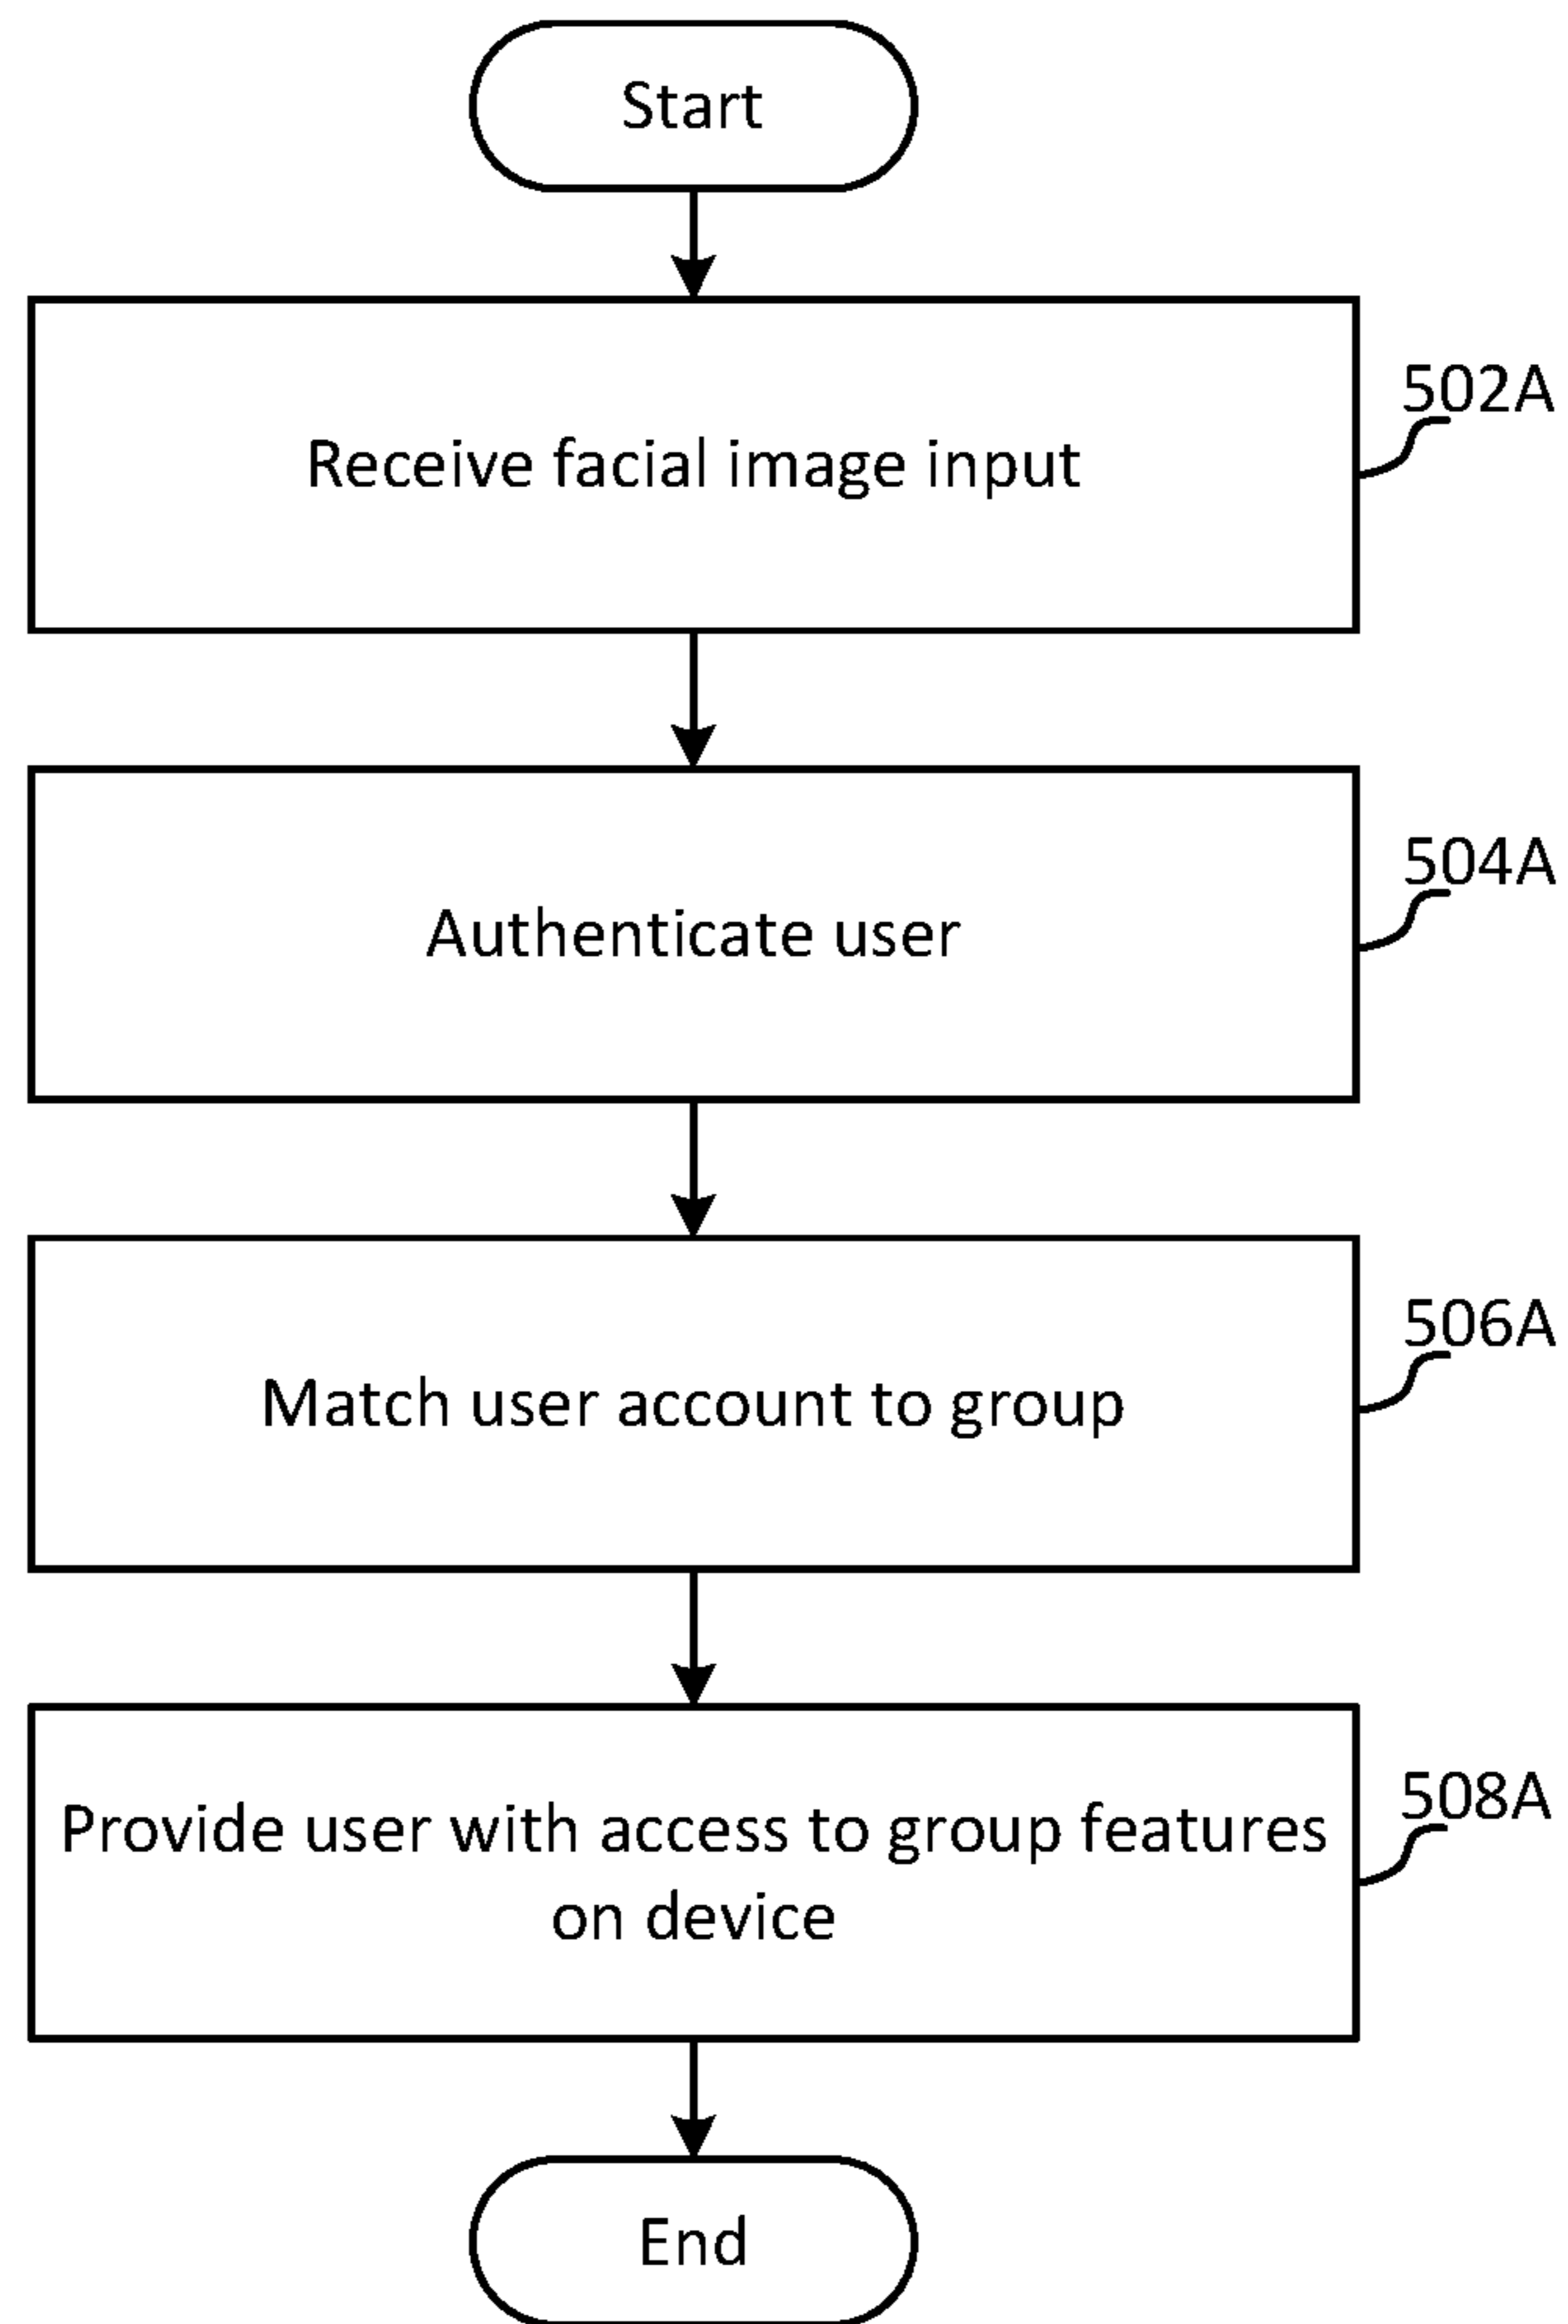 Start
Receive facial image input
502A
Authenticate user
504A
Match user account to group
506A
Provide user with access to group features
on device
508A
End